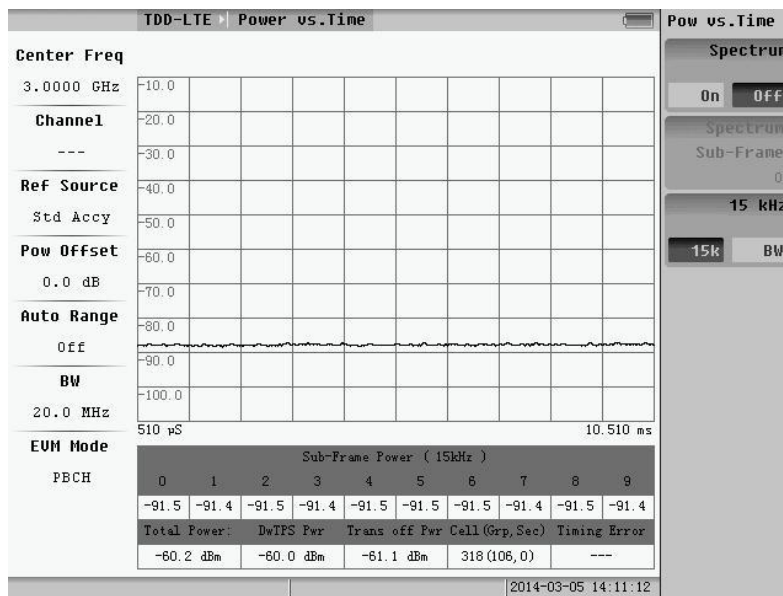 TDD-LTE Power vs.Time
Pow vs.Time
Center Freq
3.0000 GHz
Channel
---
Ref Source
Std Accy
Pow Offset
0.0 dB
Auto Range
Off
BW
20.0 MHz
EVM Mode
PBCH
-10.0
-20.0
-30.0
-40.0
-50.0
-60.0
-70.0
-80.0
-90.0
-100.0
510 µS 10.510 ms
Sub-Frame Power ( 15kHz )
0 1 2 3 4 5 6 7 8 9
-91.5 -91.4 -91.5 -91.4 -91.5 -91.5 -91.5 -91.4 -91.5 -91.4
Total Power: DwTPS Pwr Trans off Pwr Cell(Grp,Sec) Timing Error
-60.2 dBm -60.0 dBm -61.1 dBm 318(106,0) ---
2014-03-05 14:11:12
Spectrum
On Off
Spectrum
Sub-Frame
0
15 kHz
15k BW